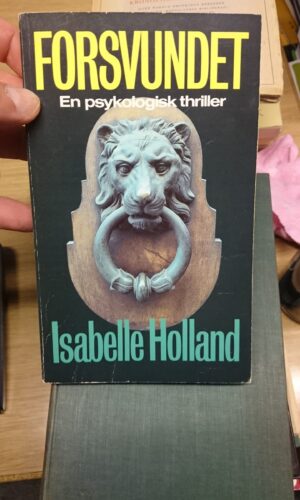 FORSVUNDET
En psykologisk thriller
Isabelle Holland